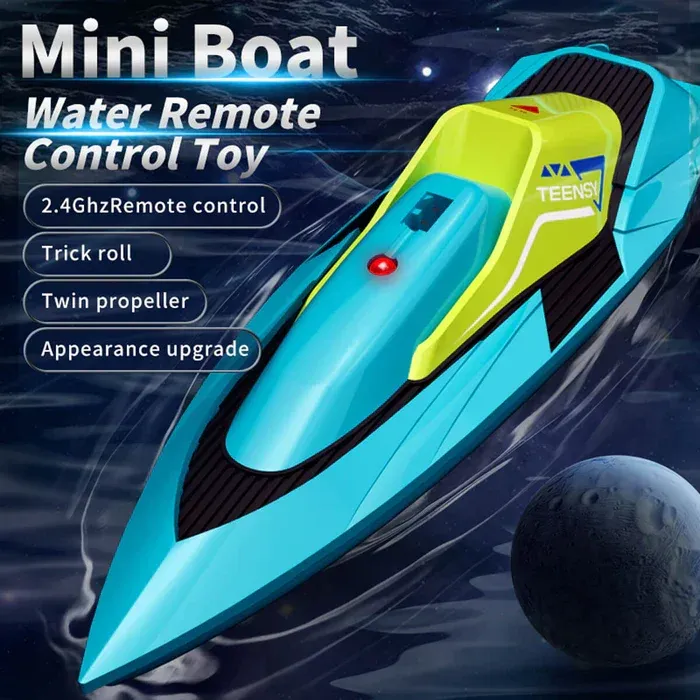 Mini Boat
Water Remote
Control Toy
2.4GhzRemote control
Trick roll
Twin propeller
Appearance upgrade
TEENSY